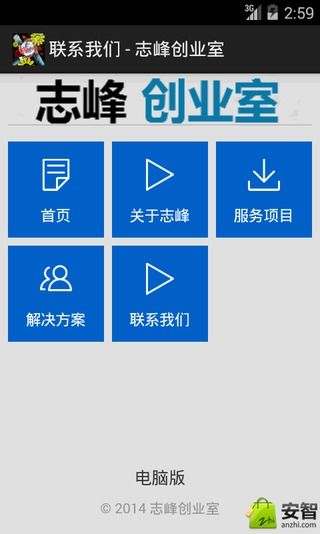 3G 2:59
联系我们 - 志峰创业室
志峰 创业室
首页 关于志峰 服务项目
解决方案 联系我们
电脑版
© 2014 志峰创业室
zhi 安智
anzhi.com